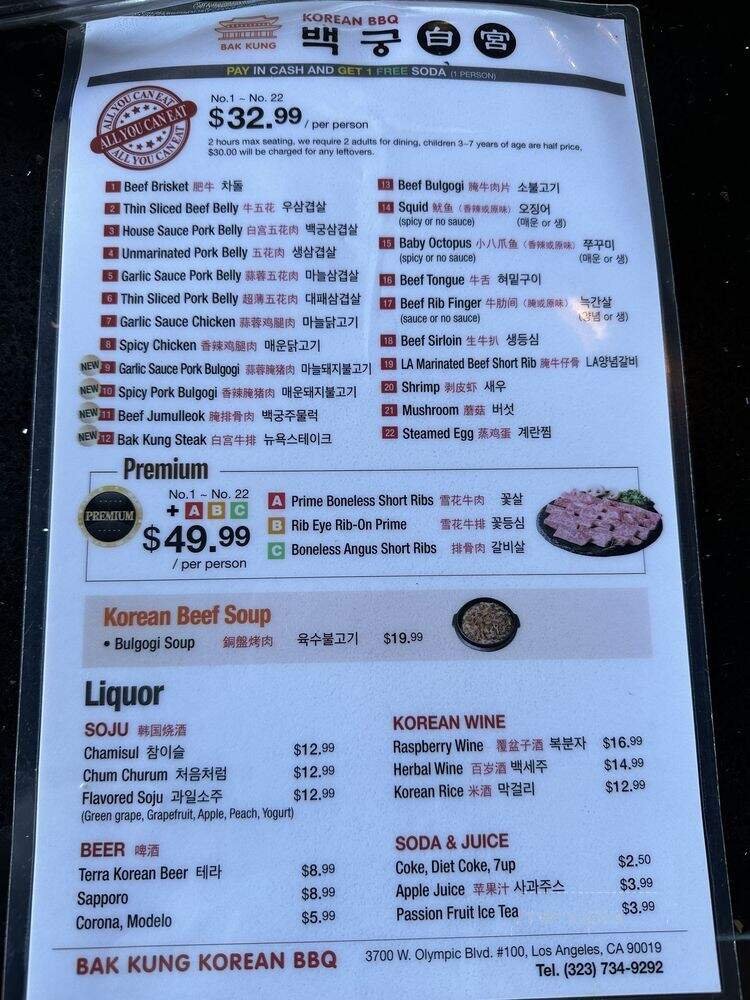 KOREAN BBQ
BAK KUNG
백궁白宮
PAY IN CASH AND GET 1 FREE SODA (1 PERSON)
ALL YOU CAN EAT
ALL YOU CAN EAT
ALL YOU CAN EAT
No.1 ~ No. 22
$32.99 / per person
2 hours max seating, we require 2 adults for dining, children 3~7 years of age are half price,
$30.00 will be charged for any leftovers.
1 Beef Brisket 肥牛 차돌
2 Thin Sliced Beef Belly 牛五花 우삼겹살
3 House Sauce Pork Belly 白宮五花肉 백궁삼겹살
4 Unmarinated Pork Belly 五花肉 생삼겹살
5 Garlic Sauce Pork Belly 蒜蓉五花肉 마늘삼겹살
6 Thin Sliced Pork Belly 超薄五花肉 대패삼겹살
7 Garlic Sauce Chicken 蒜蓉鸡腿肉 마늘닭고기
8 Spicy Chicken 香辣鸡腿肉 매운닭고기
NEW 9 Garlic Sauce Pork Bulgogi 蒜蓉腌猪肉 마늘돼지불고기
NEW 10 Spicy Pork Bulgogi 香辣腌猪肉 매운돼지불고기
NEW 11 Beef Jumulleok 腌排骨肉 백궁주물럭
NEW 12 Bak Kung Steak 白宮牛排 뉴욕스테이크
13 Beef Bulgogi 腌牛肉片 소불고기
14 Squid 鱿鱼 (香辣或原味) 오징어
(spicy or no sauce) (매운 or 생)
15 Baby Octopus 小八爪鱼 (香辣或原味) 쭈꾸미
(spicy or no sauce) (매운 or 생)
16 Beef Tongue 牛舌 혀밑구이
17 Beef Rib Finger 牛肋间 (腌或原味) 늑간살
(sauce or no sauce) (양념 or 생)
18 Beef Sirloin 生牛扒 생등심
19 LA Marinated Beef Short Rib 腌牛仔骨 LA양념갈비
20 Shrimp 剥皮虾 새우
21 Mushroom 蘑菇 버섯
22 Steamed Egg 蒸鸡蛋 계란찜
Premium
PREMIUM
No.1 ~ No. 22
+ A B C
$49.99
/ per person
A Prime Boneless Short Ribs 雪花牛肉 꽃살
B Rib Eye Rib-On Prime 雪花牛排 꽃등심
C Boneless Angus Short Ribs 排骨肉 갈비살
Korean Beef Soup
• Bulgogi Soup 銅盤烤肉 육수불고기 $19.99
Liquor
SOJU 韩国烧酒
Chamisul 참이슬 $12.99
Chum Churum 처음처럼 $12.99
Flavored Soju 과일소주 $12.99
(Green grape, Grapefruit, Apple, Peach, Yogurt)
BEER 啤酒
Terra Korean Beer 테라 $8.99
Sapporo $8.99
Corona, Modelo $5.99
KOREAN WINE
Raspberry Wine 覆盆子酒 복분자 $16.99
Herbal Wine 百岁酒 백세주 $14.99
Korean Rice 米酒 막걸리 $12.99
SODA & JUICE
Coke, Diet Coke, 7up $2.50
Apple Juice 苹果汁 사과주스 $3.99
Passion Fruit Ice Tea $3.99
BAK KUNG KOREAN BBQ
3700 W. Olympic Blvd. #100, Los Angeles, CA 90019
Tel. (323) 734-9292